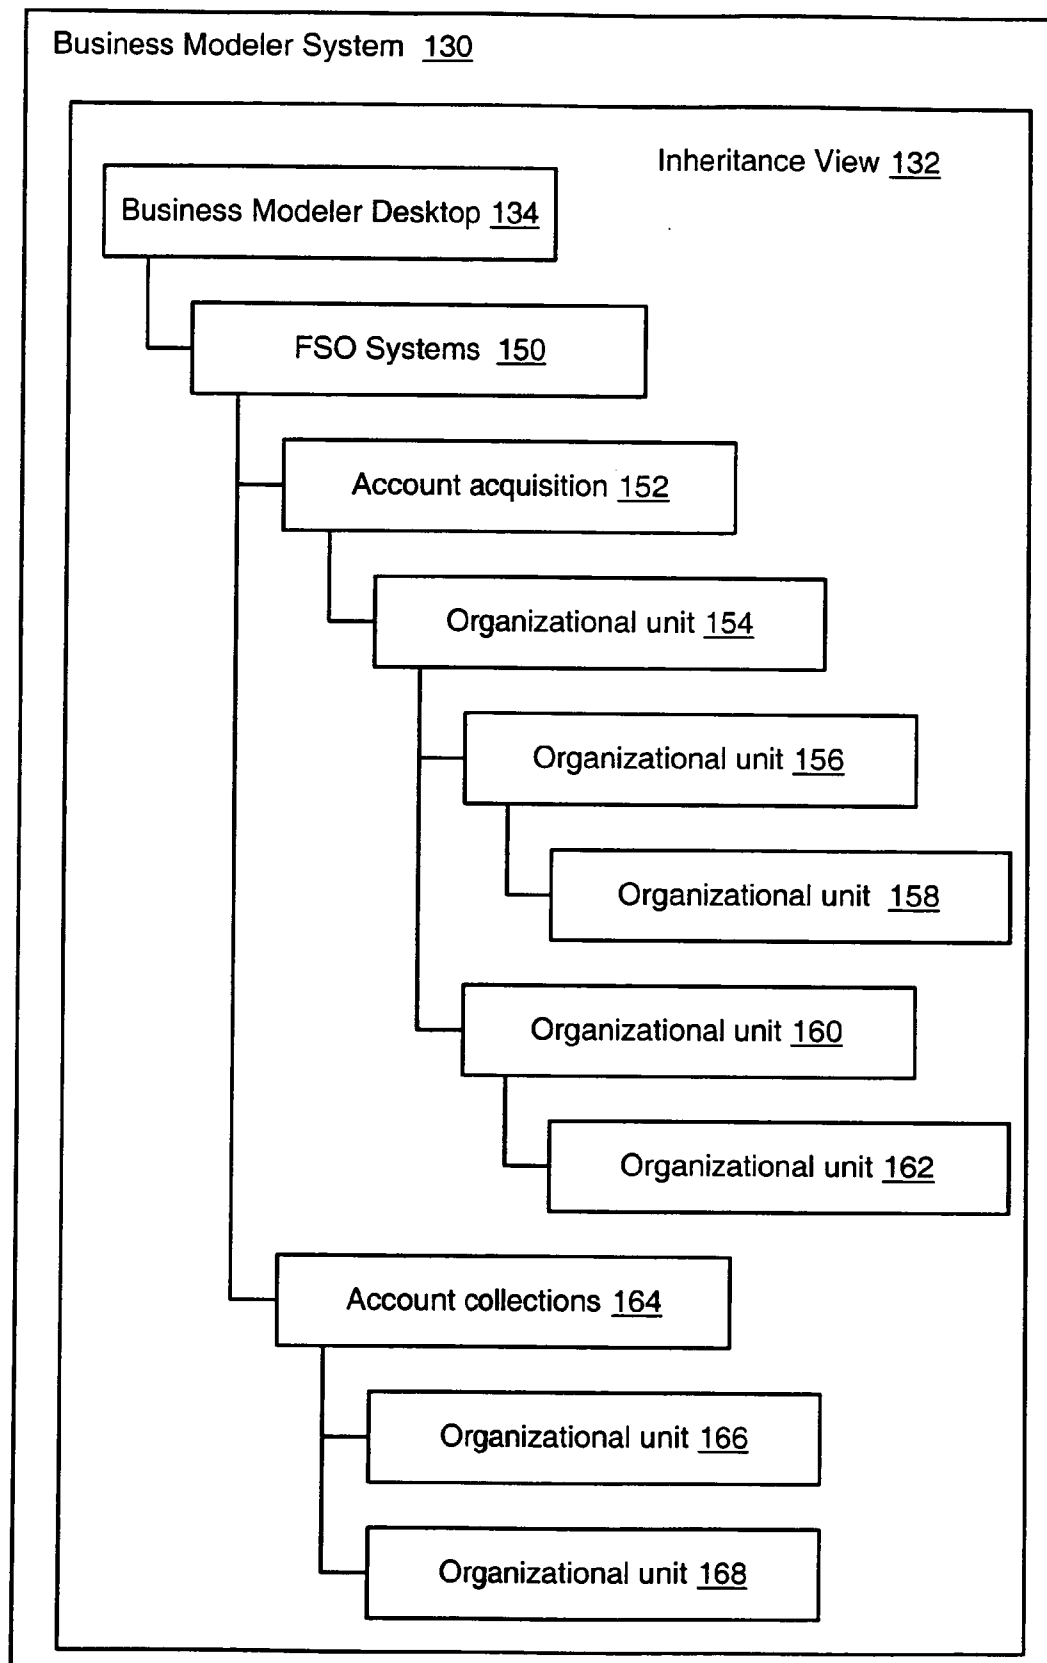 Business Modeler System 130
Inheritance View 132
Business Modeler Desktop 134
FSO Systems 150
Account acquisition 152
Organizational unit 154
Organizational unit 156
Organizational unit 158
Organizational unit 160
Organizational unit 162
Account collections 164
Organizational unit 166
Organizational unit 168